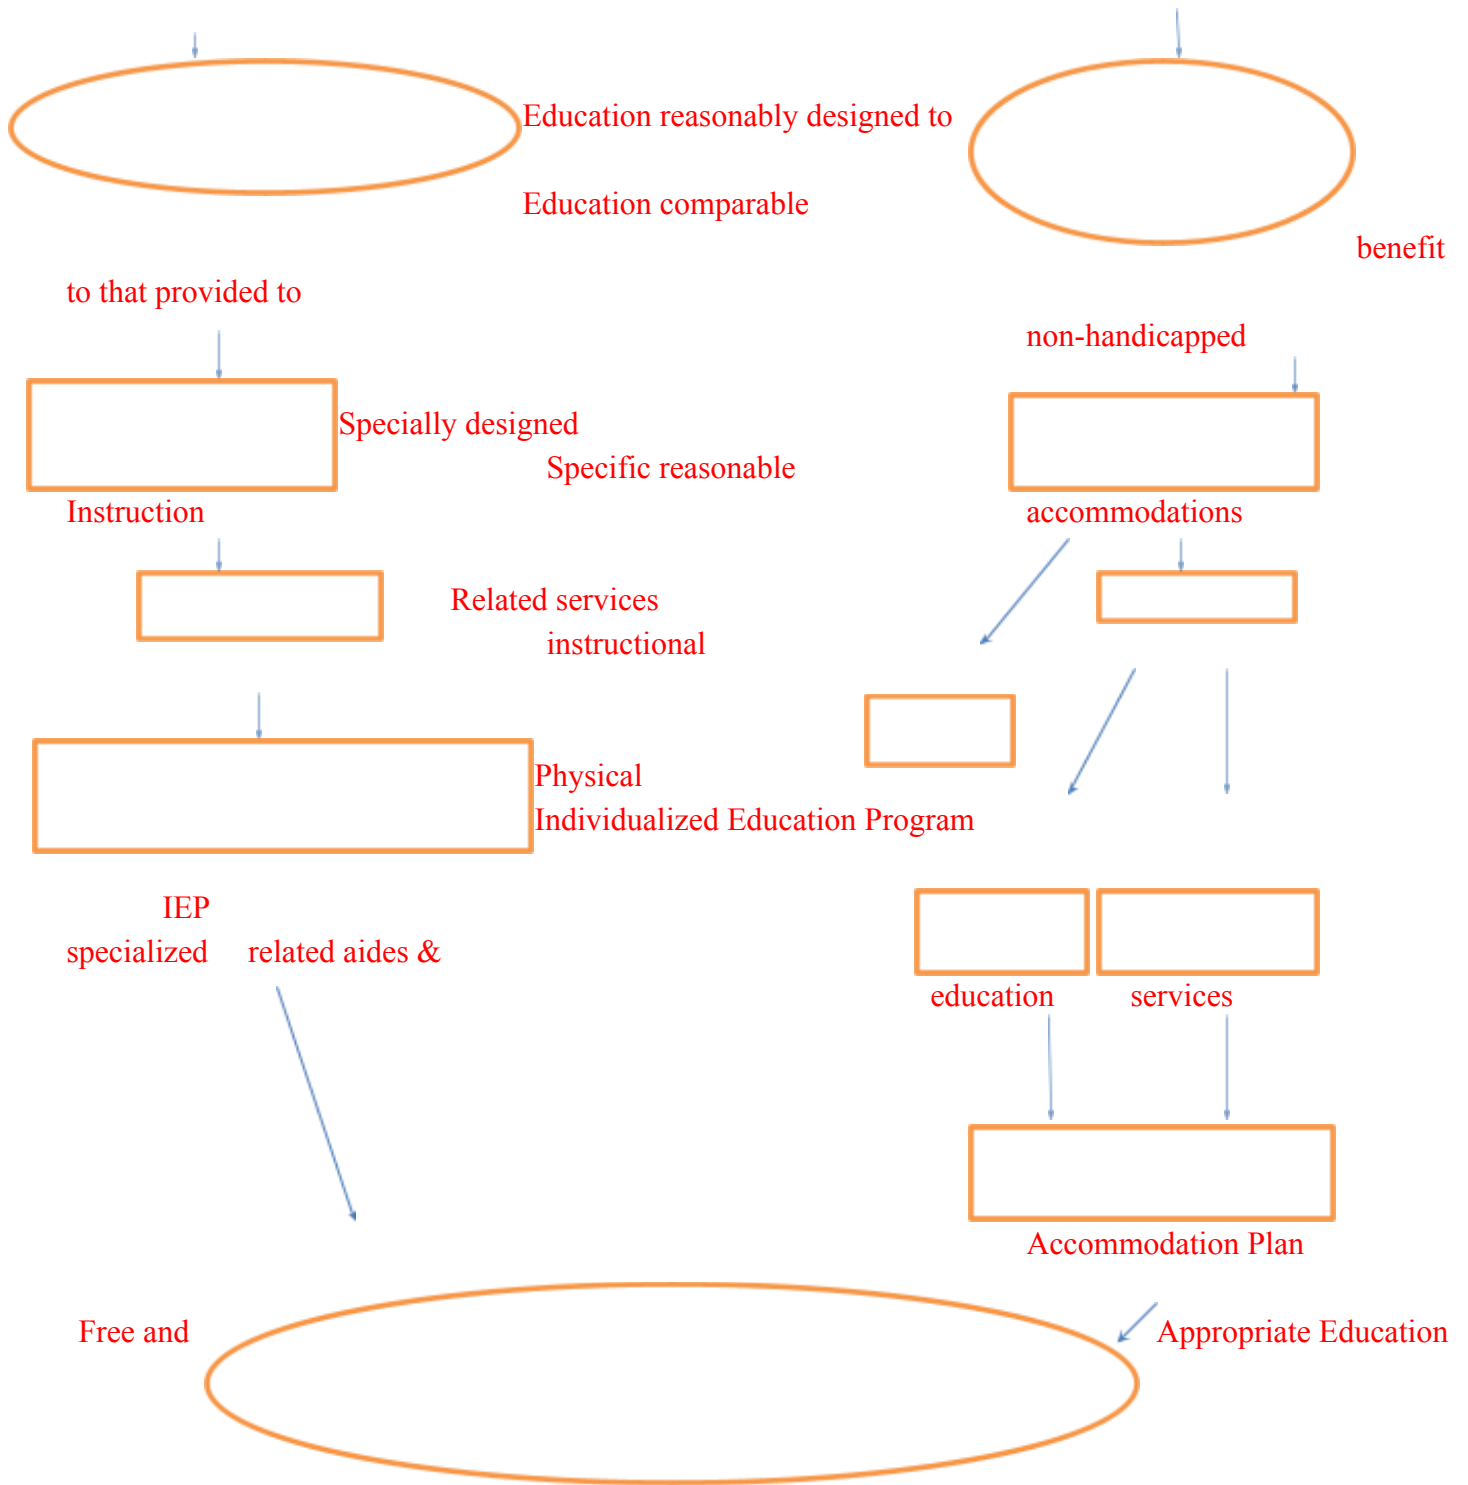 Education reasonably designed to
Education comparable
benefit
to that provided to
non-handicapped
Specially designed
Specific reasonable
Instruction accommodations
Related services
instructional
Physical
Individualized Education Program
IEP
specialized related aides &
education services
Accommodation Plan
Free and Appropriate Education